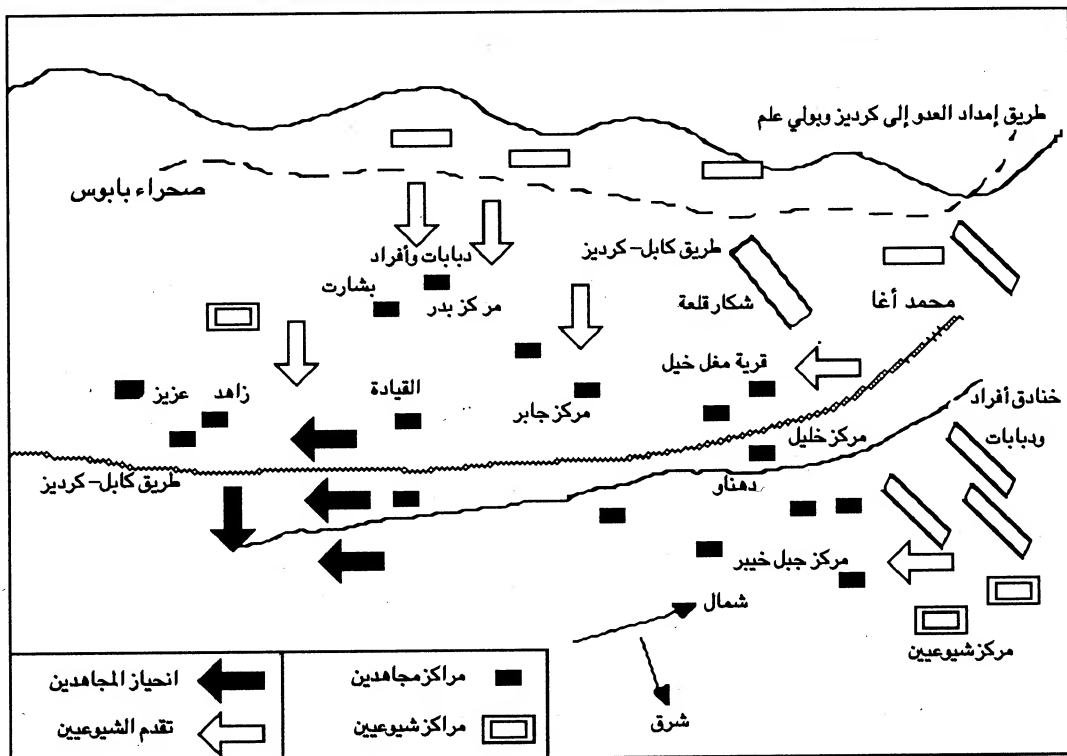 طريق إمداد العدو إلى كرديز وبولي علم
صحراء بابوس
دبابات وأفراد
بشارت
مركز بدر
طريق كابل – كرديز
شكار قلعة
محمد أغا
قرية مغل خيل
خنادق أفراد
ودبابات
زاهد
عزيز
القيادة
مركز جابر
مركز خليل
طريق كابل – كرديز
دهناو
مركز جبل خيبر
شمال
شرق
مركز شيوعيين
مراكز مجاهدين
انحياز المجاهدين
مراكز شيوعيين
تقدم الشيوعيين